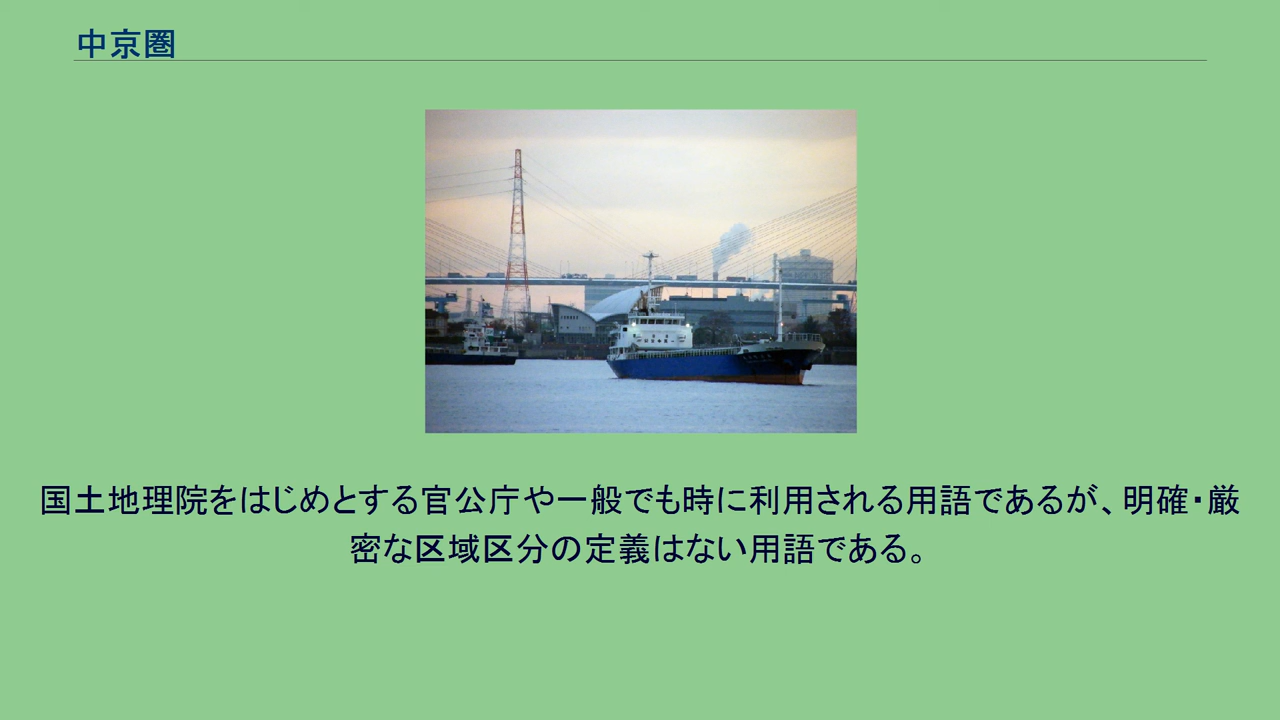 中京圏
国土地理院をはじめとする官公庁や一般でも時に利用される用語であるが、明確・厳
密な区域区分の定義はない用語である。